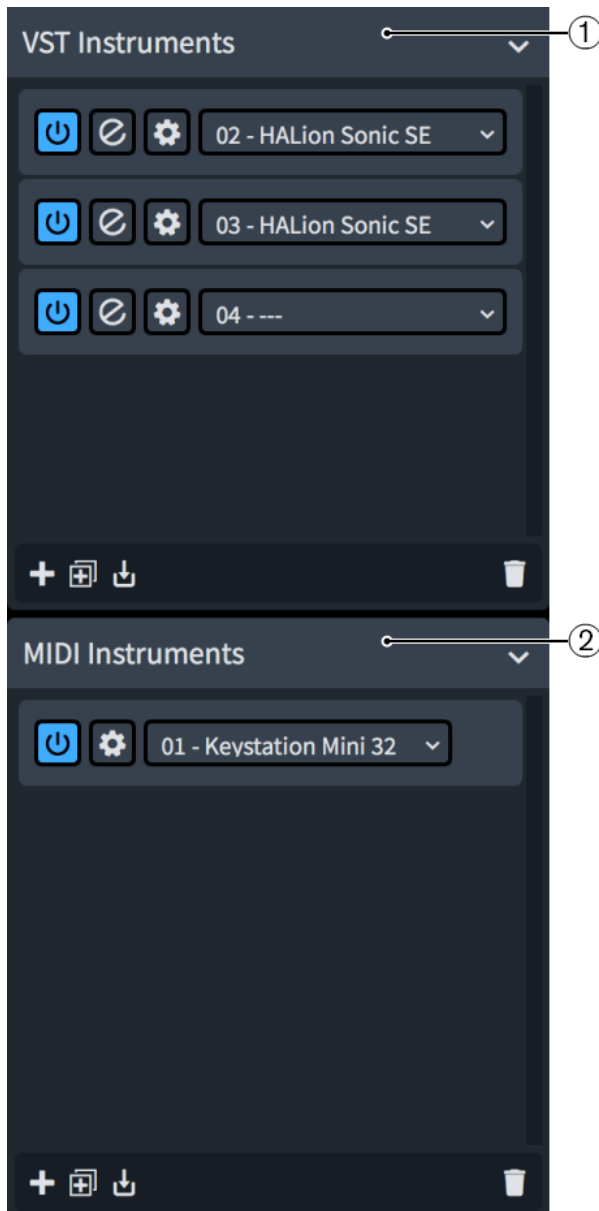 VST Instruments
①
02 - HALion Sonic SE
03 - HALion Sonic SE
04 - ---
MIDI Instruments
②
01 - Keystation Mini 32